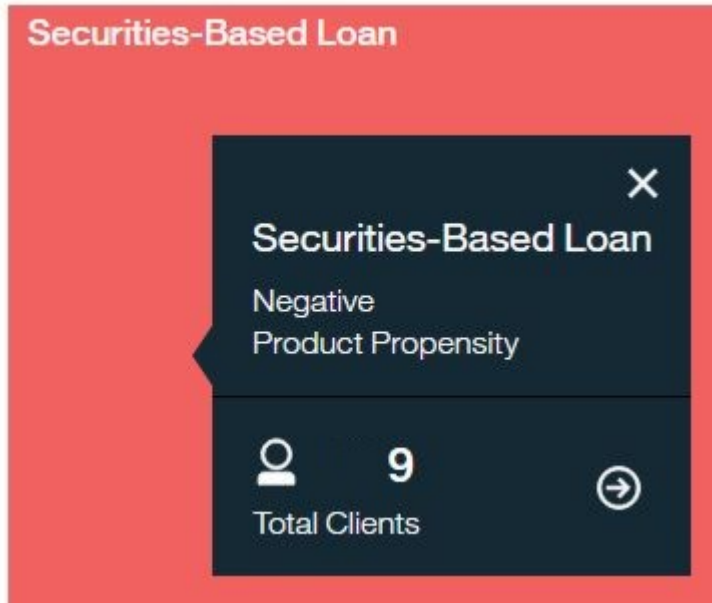 Securities-Based Loan
Securities-Based Loan
Negative
Product Propensity
9
Total Clients